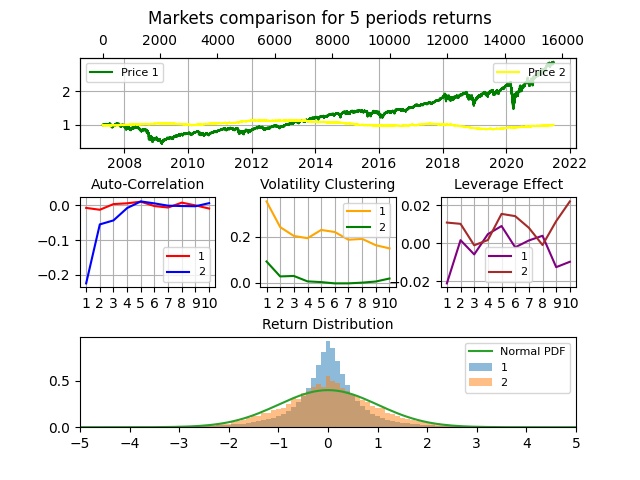 Markets comparison for 5 periods returns
0 2000 4000 6000 8000 10000 12000 14000 16000
Price 1
Price 2
2
1
2008 2010 2012 2014 2016 2018 2020 2022
Auto-Correlation
Volatility Clustering
Leverage Effect
0.0
−0.1
−0.2
1
2
1 2 3 4 5 6 7 8 9 10
0.2
0.0
1
2
1 2 3 4 5 6 7 8 9 10
0.02
0.00
−0.02
1
2
1 2 3 4 5 6 7 8 9 10
Return Distribution
0.5
0.0
Normal PDF
1
2
−5 −4 −3 −2 −1 0 1 2 3 4 5